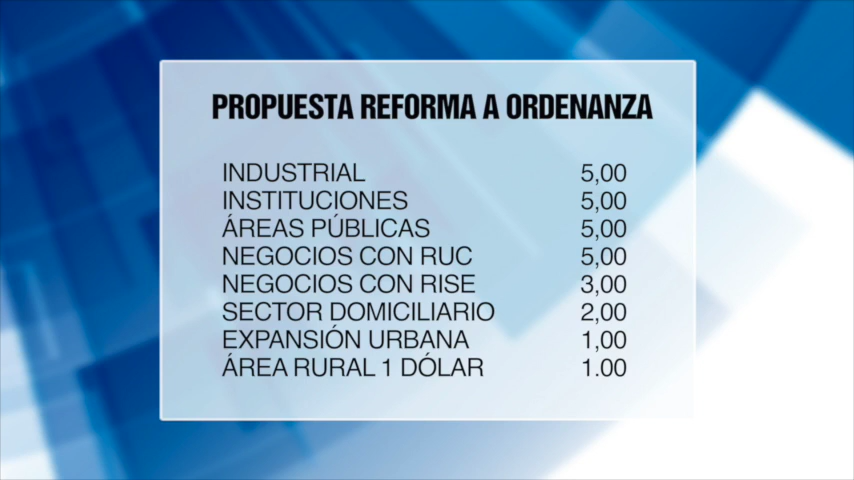 PROPUESTA REFORMA A ORDENANZA
INDUSTRIAL 5,00
INSTITUCIONES 5,00
ÁREAS PÚBLICAS 5,00
NEGOCIOS CON RUC 5,00
NEGOCIOS CON RISE 3,00
SECTOR DOMICILIARIO 2,00
EXPANSIÓN URBANA 1,00
ÁREA RURAL 1 DÓLAR 1.00